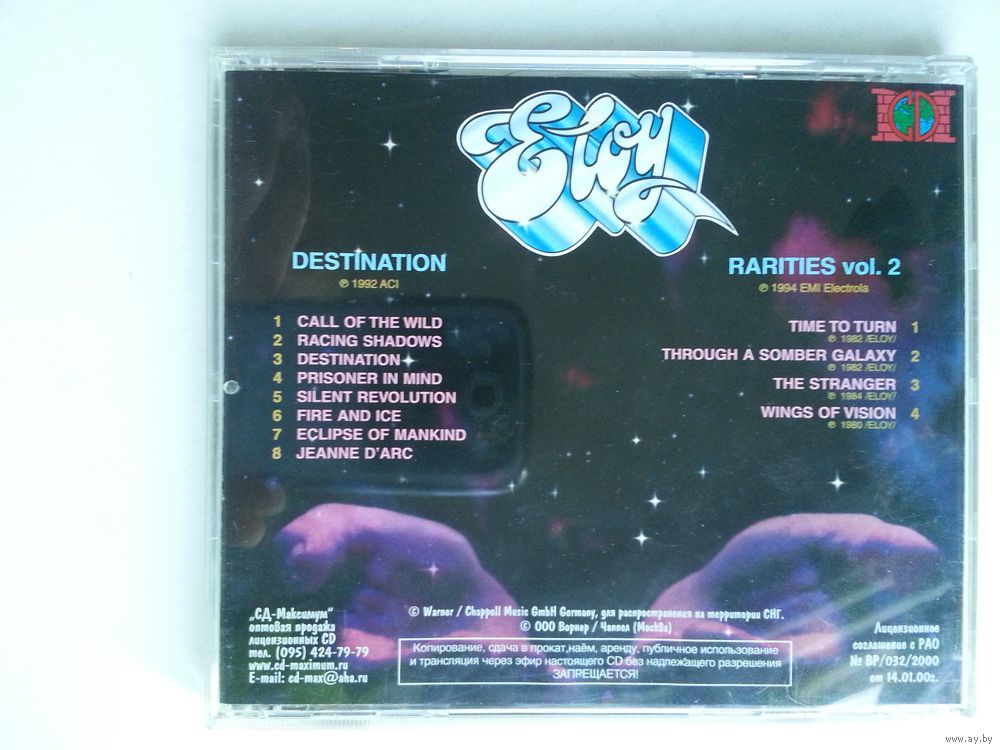 Eloy
CD
DESTINATION
℗ 1992 ACI
1 CALL OF THE WILD
2 RACING SHADOWS
3 DESTINATION
4 PRISONER IN MIND
5 SILENT REVOLUTION
6 FIRE AND ICE
7 ECLIPSE OF MANKIND
8 JEANNE D'ARC
RARITIES vol. 2
℗ 1994 EMI Electrola
TIME TO TURN 1
℗ 1982 /ELOY/
THROUGH A SOMBER GALAXY 2
℗ 1982 /ELOY/
THE STRANGER 3
℗ 1984 /ELOY/
WINGS OF VISION 4
℗ 1980 /ELOY/
„СД-Максимум"
оптовая продажа
лицензионных CD
тел. (095) 424-79-79
www.cd-maximum.ru
E-mail: cd-max@aha.ru
© Warner / Chappell Music GmbH Germany, для распространения на территории СНГ.
© ООО Ворнер / Чаппел (Москва)
Копирование, сдача в прокат,наём, аренду, публичное использование
и трансляция через эфир настоящего CD без надлежащего разрешения
ЗАПРЕЩАЕТСЯ!
Лицензионное
соглашение с РАО
№ ВР/032/2000
от 14.01.00г.
www.ay.by